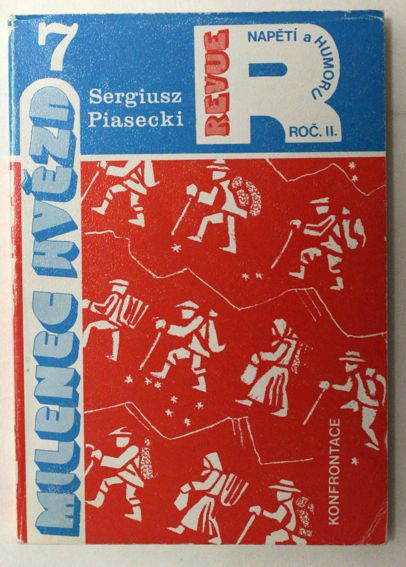 7
Sergiusz
Piasecki
REVUE
R
NAPĚTÍ a HUMORU
ROČ. II.
MILENEC HVĚZD
KONFRONTACE